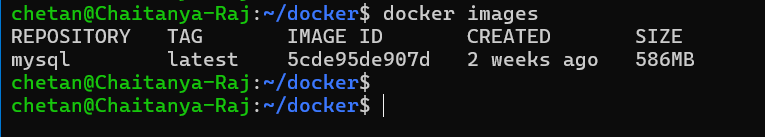 chetan@Chaitanya-Raj:~/docker$ docker images
REPOSITORY   TAG       IMAGE ID       CREATED       SIZE
mysql        latest    5cde95de907d   2 weeks ago   586MB
chetan@Chaitanya-Raj:~/docker$
chetan@Chaitanya-Raj:~/docker$